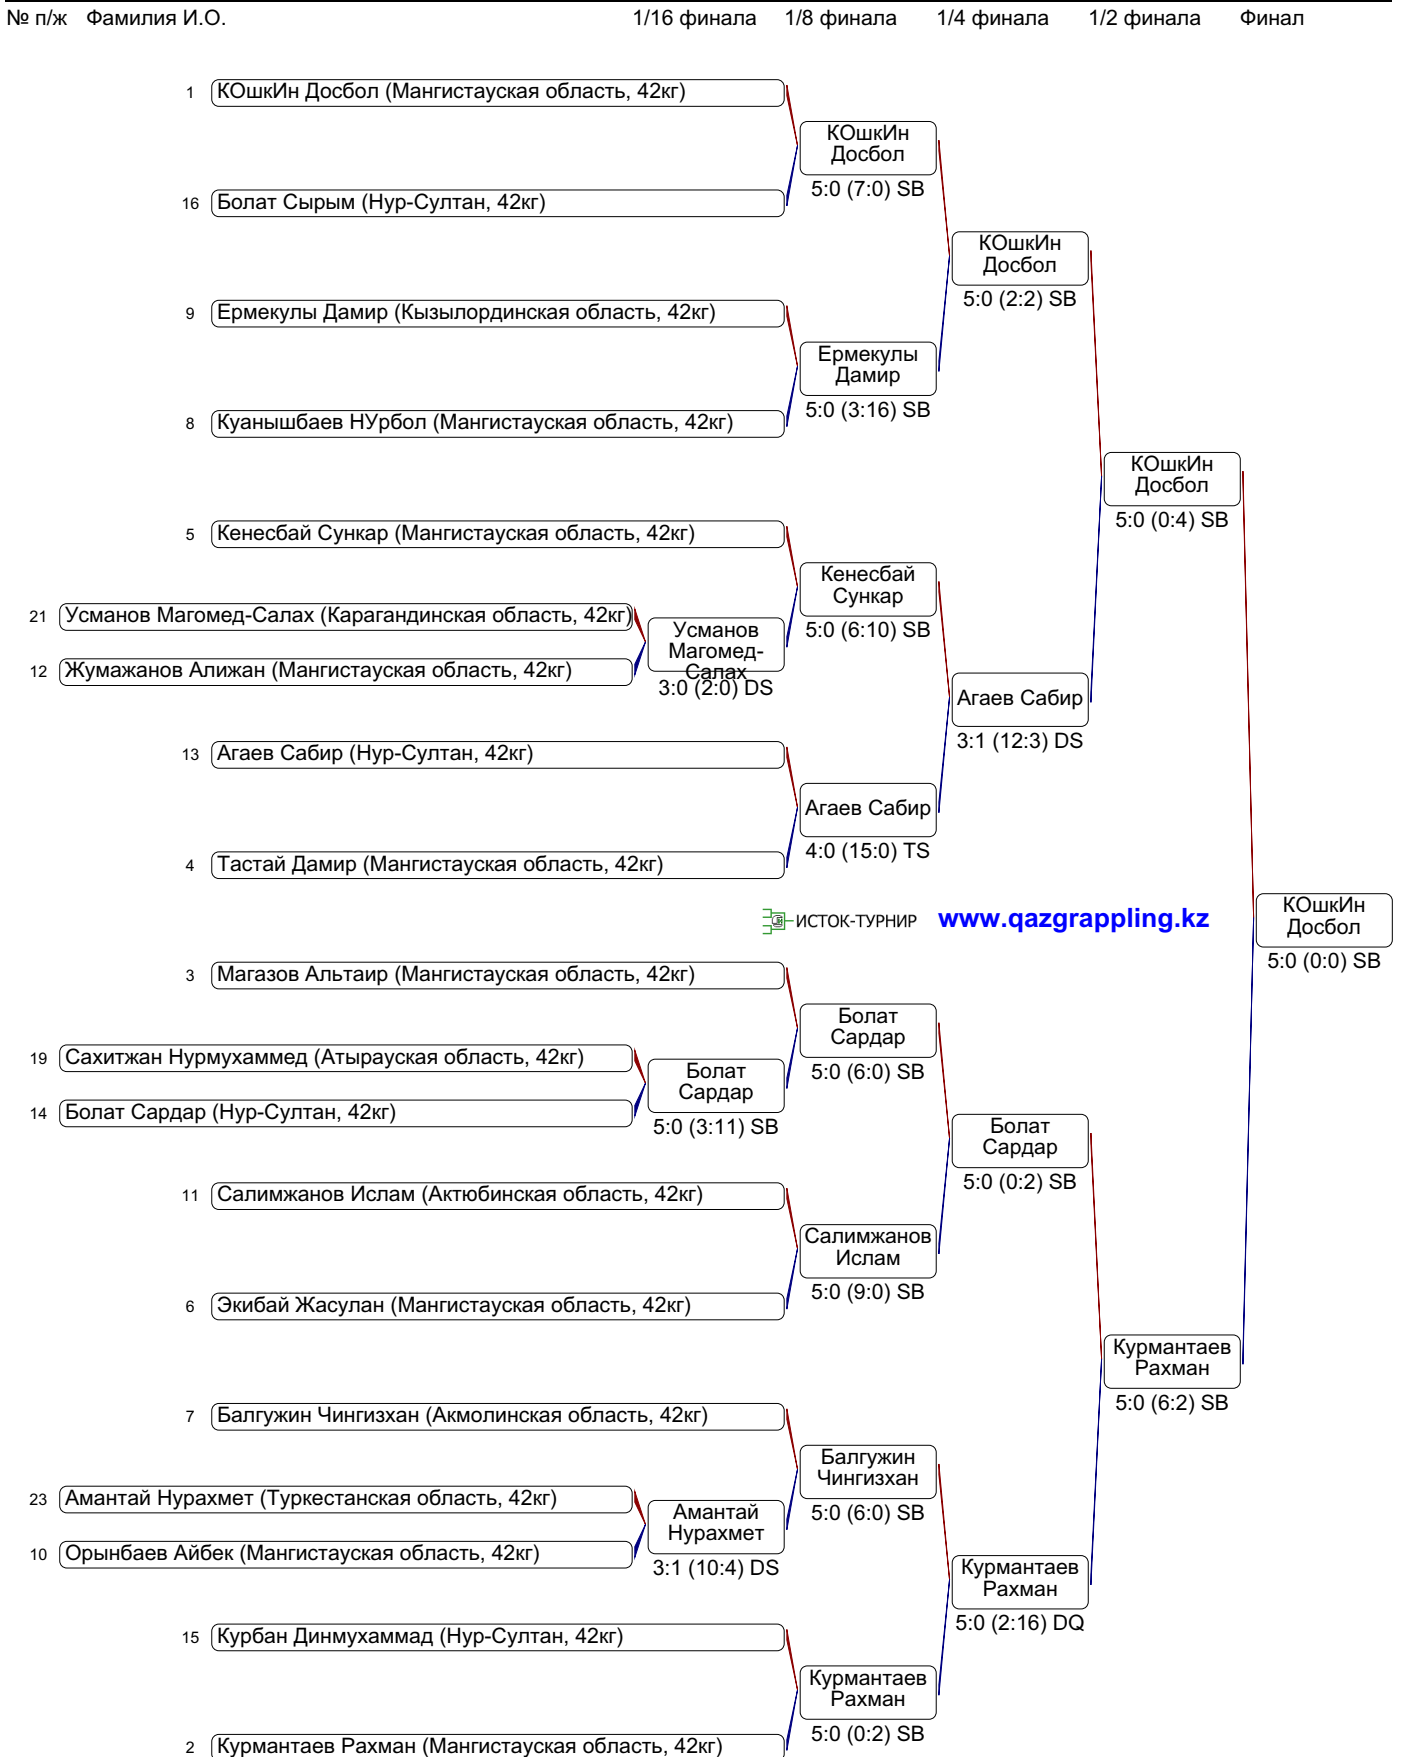 № п/ж Фамилия И.О. 1/16 финала 1/8 финала 1/4 финала 1/2 финала Финал
1 КОшкИн Досбол (Мангистауская область, 42кг)
КОшкИн
Досбол
5:0 (7:0) SB
16 Болат Сырым (Нур-Султан, 42кг)
КОшкИн
Досбол
5:0 (2:2) SB
9 Ермекулы Дамир (Кызылординская область, 42кг)
Ермекулы
Дамир
5:0 (3:16) SB
8 Куанышбаев НУрбол (Мангистауская область, 42кг)
КОшкИн
Досбол
5:0 (0:4) SB
5 Кенесбай Сункар (Мангистауская область, 42кг)
Кенесбай
Сункар
5:0 (6:10) SB
21 Усманов Магомед-Салах (Карагандинская область, 42кг)
Усманов
Магомед-
Салах
3:0 (2:0) DS
12 Жумажанов Алижан (Мангистауская область, 42кг)
Агаев Сабир
3:1 (12:3) DS
13 Агаев Сабир (Нур-Султан, 42кг)
Агаев Сабир
4:0 (15:0) TS
4 Тастай Дамир (Мангистауская область, 42кг)
ИСТОК-ТУРНИР www.qazgrappling.kz
КОшкИн
Досбол
5:0 (0:0) SB
3 Магазов Альтаир (Мангистауская область, 42кг)
Болат
Сардар
5:0 (6:0) SB
19 Сахитжан Нурмухаммед (Атырауская область, 42кг)
Болат
Сардар
5:0 (3:11) SB
14 Болат Сардар (Нур-Султан, 42кг)
Болат
Сардар
5:0 (0:2) SB
11 Салимжанов Ислам (Актюбинская область, 42кг)
Салимжанов
Ислам
5:0 (9:0) SB
6 Экибай Жасулан (Мангистауская область, 42кг)
Курмантаев
Рахман
5:0 (6:2) SB
7 Балгужин Чингизхан (Акмолинская область, 42кг)
Балгужин
Чингизхан
5:0 (6:0) SB
23 Амантай Нурахмет (Туркестанская область, 42кг)
Амантай
Нурахмет
3:1 (10:4) DS
10 Орынбаев Айбек (Мангистауская область, 42кг)
Курмантаев
Рахман
5:0 (2:16) DQ
15 Курбан Динмухаммад (Нур-Султан, 42кг)
Курмантаев
Рахман
5:0 (0:2) SB
2 Курмантаев Рахман (Мангистауская область, 42кг)